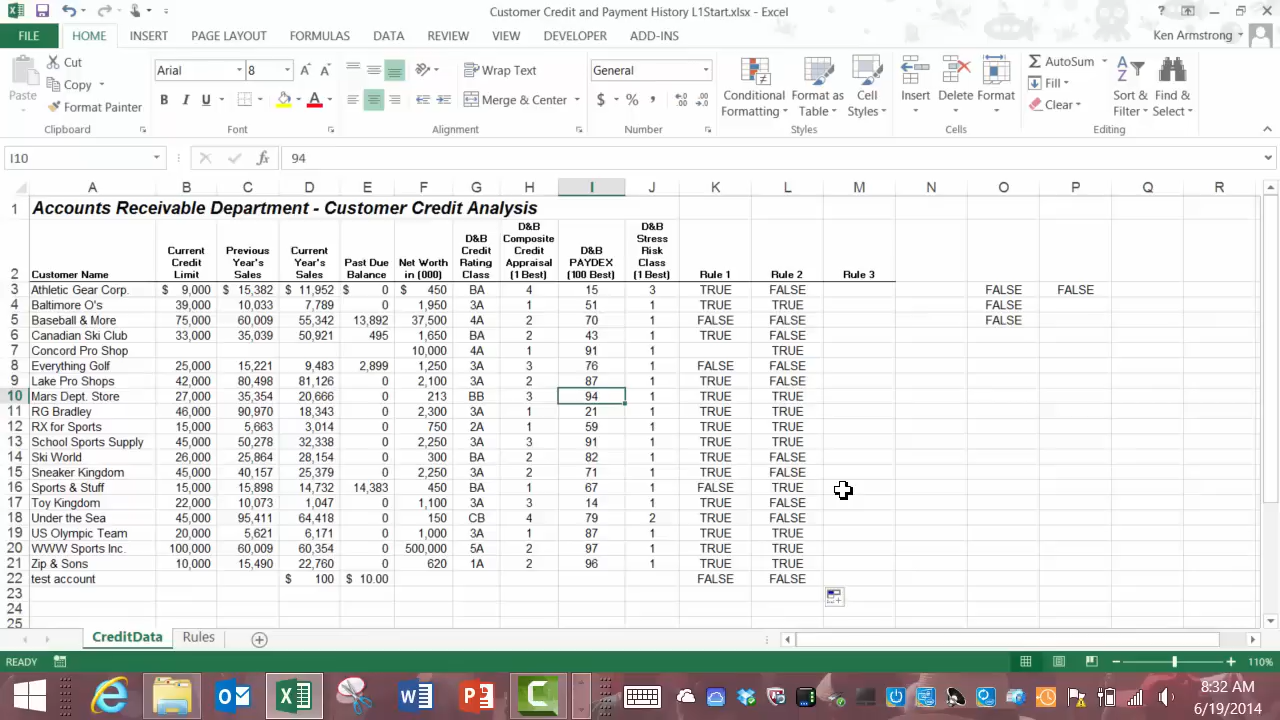 Customer Credit and Payment History L1Start.xlsx - Excel
FILE HOME INSERT PAGE LAYOUT FORMULAS DATA REVIEW VIEW DEVELOPER ADD-INS Ken Armstrong
Paste Cut Copy Format Painter Clipboard
Arial 8 B I U A Font
Wrap Text Merge & Center Alignment
General $ % , Number
Conditional Formatting Format as Table Cell Styles Styles
Insert Delete Format Cells
AutoSum Fill Clear Sort & Filter Find & Select Editing
I10 fx 94
A B C D E F G H I J K L M N O P Q R
1 Accounts Receivable Department - Customer Credit Analysis
2 Customer Name Current Credit Limit Previous Year's Sales Current Year's Sales Past Due Balance Net Worth in (000) D&B Credit Rating Class D&B Composite Credit Appraisal (1 Best) D&B PAYDEX (100 Best) D&B Stress Risk Class (1 Best) Rule 1 Rule 2 Rule 3
3 Athletic Gear Corp. $ 9,000 $ 15,382 $ 11,952 $ 0 $ 450 BA 4 15 3 TRUE FALSE FALSE FALSE
4 Baltimore O's 39,000 10,033 7,789 0 1,950 3A 1 51 1 TRUE TRUE FALSE
5 Baseball & More 75,000 60,009 55,342 13,892 37,500 4A 2 70 1 FALSE FALSE FALSE
6 Canadian Ski Club 33,000 35,039 50,921 495 1,650 BA 2 43 1 TRUE FALSE
7 Concord Pro Shop 10,000 4A 1 91 1 TRUE
8 Everything Golf 25,000 15,221 9,483 2,899 1,250 3A 3 76 1 FALSE FALSE
9 Lake Pro Shops 42,000 80,498 81,126 0 2,100 3A 2 87 1 TRUE FALSE
10 Mars Dept. Store 27,000 35,354 20,666 0 213 BB 3 94 1 TRUE TRUE
11 RG Bradley 46,000 90,970 18,343 0 2,300 3A 1 21 1 TRUE TRUE
12 RX for Sports 15,000 5,663 3,014 0 750 2A 1 59 1 TRUE TRUE
13 School Sports Supply 45,000 50,278 32,338 0 2,250 3A 3 91 1 TRUE TRUE
14 Ski World 26,000 25,864 28,154 0 300 BA 2 82 1 TRUE FALSE
15 Sneaker Kingdom 45,000 40,157 25,379 0 2,250 3A 2 71 1 TRUE FALSE
16 Sports & Stuff 15,000 15,898 14,732 14,383 450 BA 1 67 1 FALSE TRUE
17 Toy Kingdom 22,000 10,073 1,047 0 1,100 3A 3 14 1 TRUE FALSE
18 Under the Sea 45,000 95,411 64,418 0 150 CB 4 79 2 TRUE FALSE
19 US Olympic Team 20,000 5,621 6,171 0 1,000 3A 1 87 1 TRUE TRUE
20 WWW Sports Inc. 100,000 60,009 60,354 0 500,000 5A 2 97 1 TRUE TRUE
21 Zip & Sons 10,000 15,490 22,760 0 620 1A 2 96 1 TRUE TRUE
22 test account $ 100 $ 10.00 FALSE FALSE
23
24
25
CreditData Rules
READY 110%
8:32 AM
6/19/2014